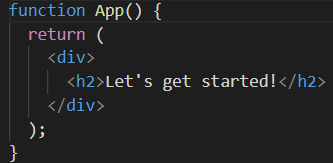 function App() {
  return (
    <div>
      <h2>Let's get started!</h2>
    </div>
  );
}